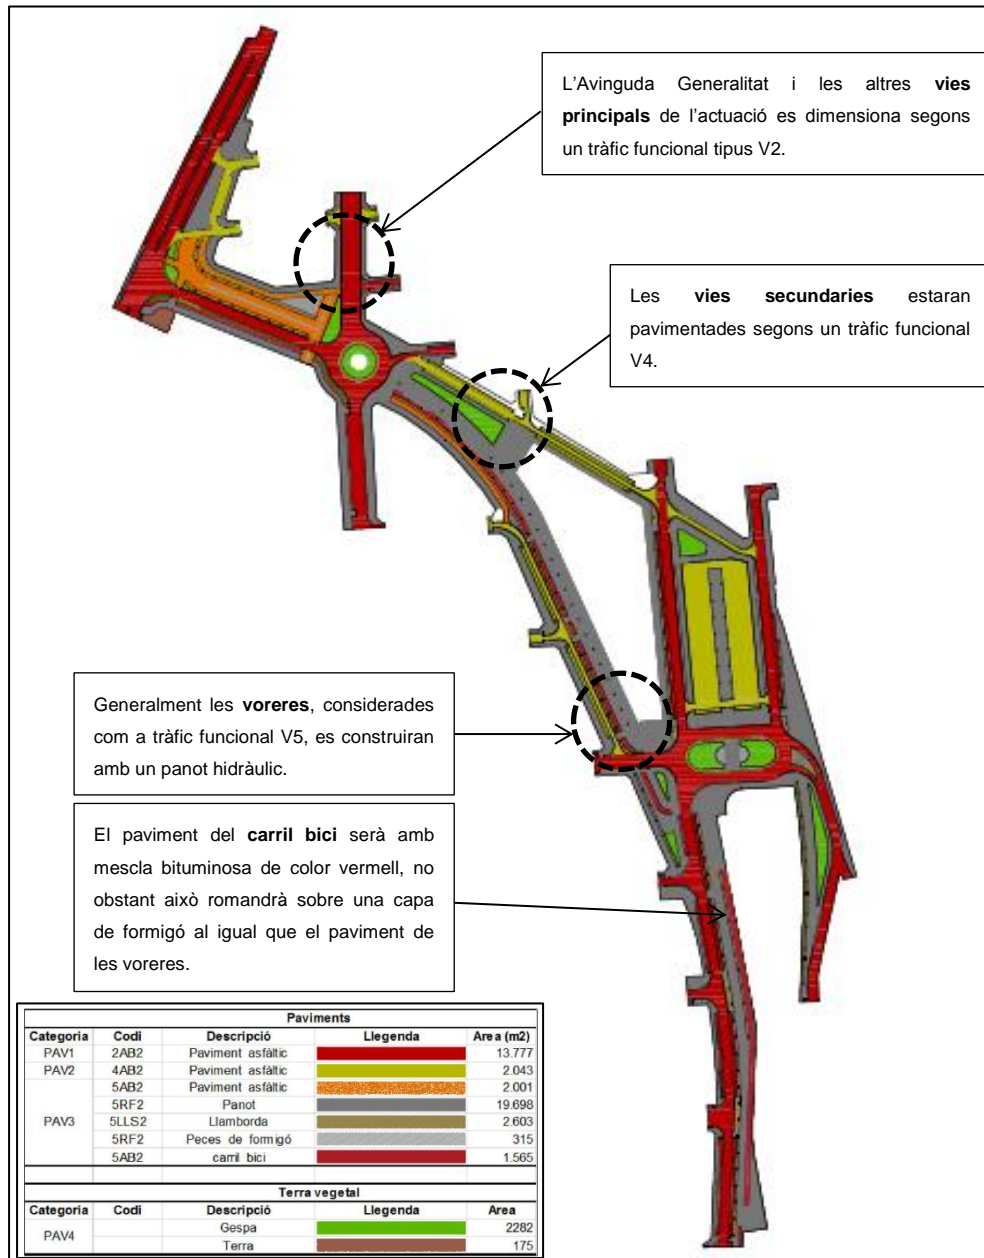 L'Avinguda Generalitat i les altres vies
principals de l'actuació es dimensiona segons
un tràfic funcional tipus V2.
Les vies secundaries estaran
pavimentades segons un tràfic funcional
V4.
Generalment les voreres, considerades
com a tràfic funcional V5, es construiran
amb un panot hidràulic.
El paviment del carril bici serà amb
mescla bituminosa de color vermell, no
obstant això romandrà sobre una capa
de formigó al igual que el paviment de
les voreres.
Paviments
Categoria Codi Descripció Llegenda Area (m2)
PAV1 2AB2 Paviment asfàltic 13.777
PAV2 4AB2 Paviment asfàltic 2.043
5AB2 Paviment asfàltic 2.001
5RF2 Panot 19.698
PAV3 5LLS2 Llamborda 2.603
5RF2 Peces de formigó 315
5AB2 carril bici 1.565
Terra vegetal
Categoria Codi Descripció Llegenda Area
PAV4 Gespa 2282
Terra 175